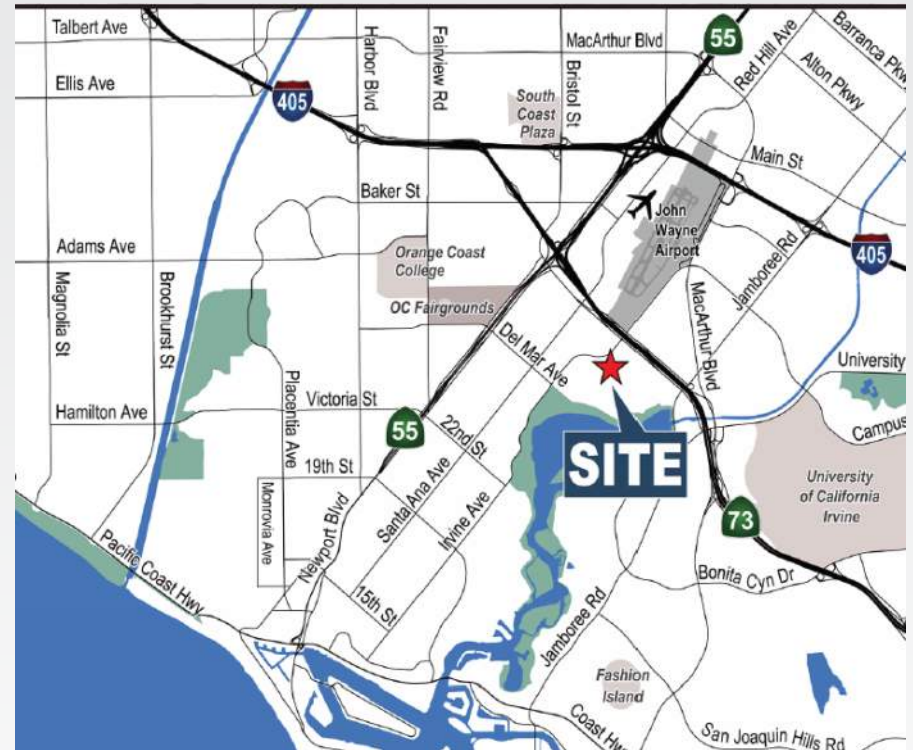 Talbert Ave
Ellis Ave
405
Harbor Blvd
Fairview Rd
South
Coast
Plaza
Bristol St
MacArthur Blvd
55
Red Hill Ave
Barranca Pkwy
Alton Pkwy
Main St
Baker St
John
Wayne
Airport
Adams Ave
Orange Coast
College
405
Jamboree Rd
Magnolia St
Brookhurst St
OC Fairgrounds
MacArthur Blvd
Del Mar Ave
University
Placentia Ave
Hamilton Ave
Victoria St
Campus
55
22nd St
SITE
19th St
Monrovia Ave
Newport Blvd
Santa Ana Ave
Irvine Ave
University
of California
Irvine
73
Pacific Coast Hwy
Bonita Cyn Dr
15th St
Jamboree Rd
Fashion
Island
Coast Hwy
San Joaquin Hills Rd